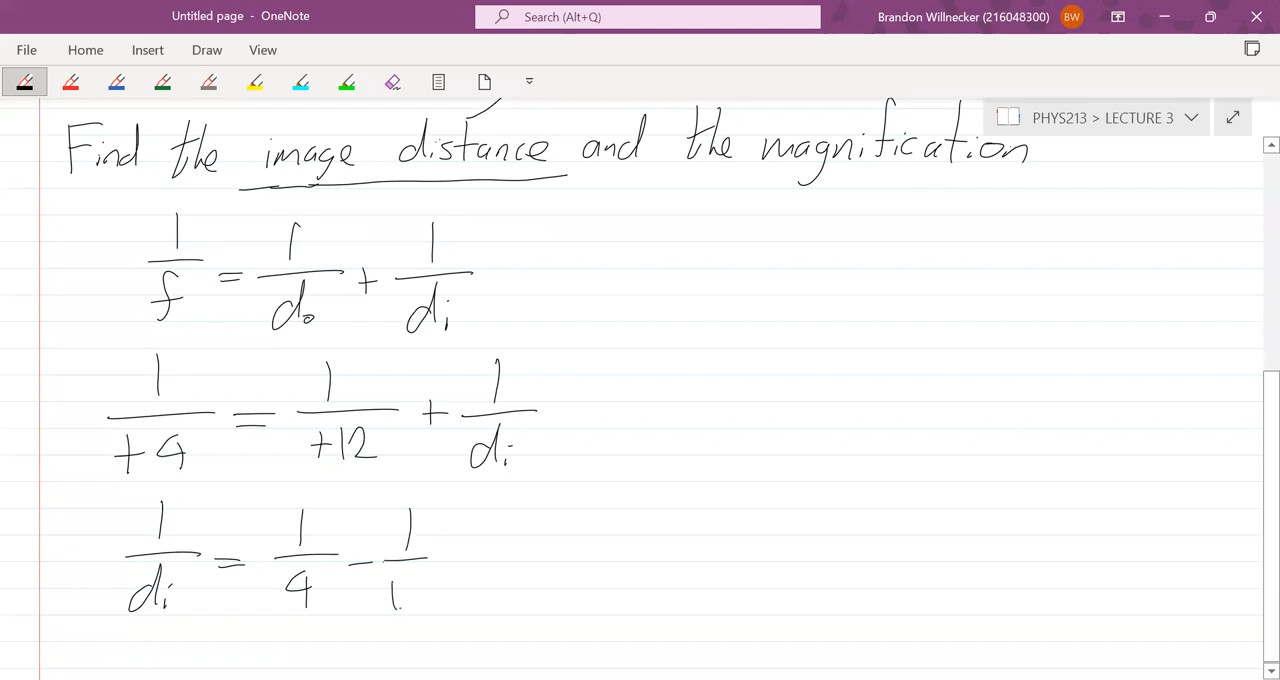 Untitled page - OneNote
Search (Alt+Q)
Brandon Willnecker (216048300)
BW
File Home Insert Draw View
PHYS213 > LECTURE 3
Find the image distance and the magnification
1/f = 1/do + 1/di
1/+4 = 1/+12 + 1/di
1/di = 1/4 - 1/1